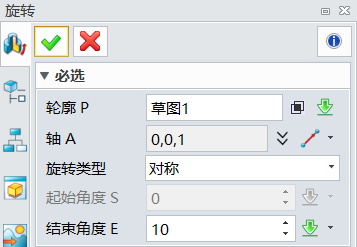 旋转
必选
轮廓 P 草图1
轴 A 0,0,1
旋转类型 对称
起始角度 S 0
结束角度 E 10